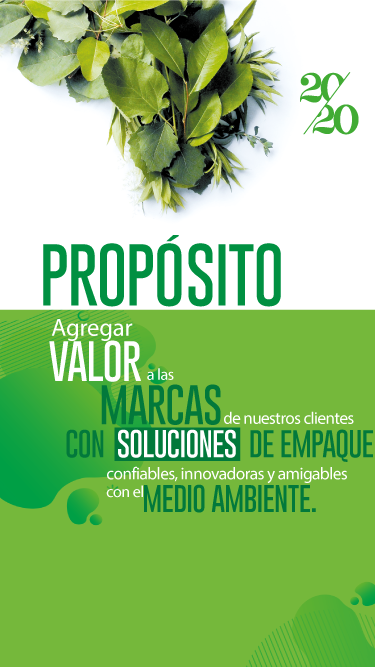 20/
/20
PROPÓSITO
Agregar
VALOR a las
MARCAS de nuestros clientes
CON SOLUCIONES DE EMPAQUE
confiables, innovadoras y amigables
con el MEDIO AMBIENTE.